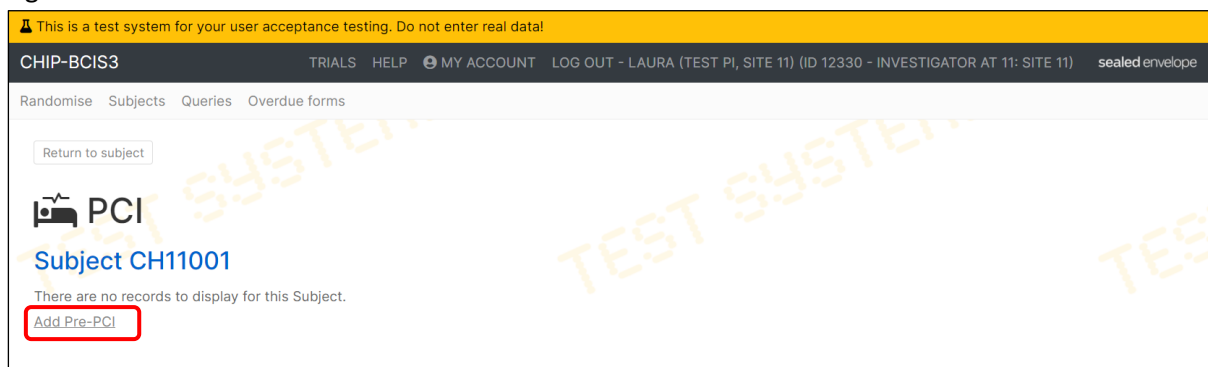 This is a test system for your user acceptance testing. Do not enter real data!
CHIP-BCIS3 TRIALS HELP MY ACCOUNT LOG OUT - LAURA (TEST PI, SITE 11) (ID 12330 - INVESTIGATOR AT 11: SITE 11) sealed envelope
Randomise Subjects Queries Overdue forms
Return to subject
PCI
Subject CH11001
There are no records to display for this Subject.
Add Pre-PCI
TEST SYSTEM
TEST SYSTEM
TES